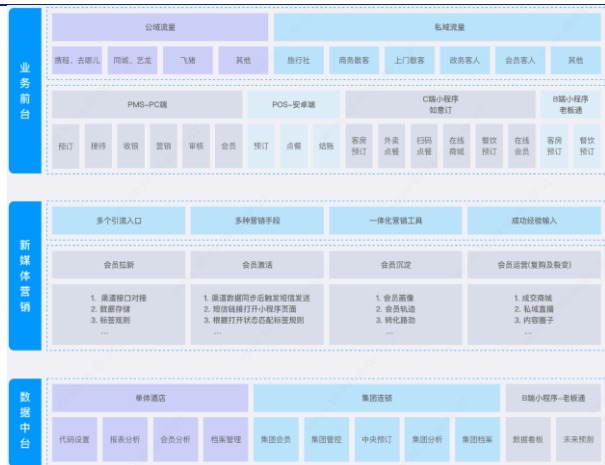 业务前台
公域流量
私域流量
携程、去哪儿
同城、艺龙
飞猪
其他
旅行社
商务散客
上门散客
政务客人
会员客人
其他
PMS-PC端
POS-安卓端
C端小程序
如意订
B端小程序
老板通
预订
接待
收银
营销
审核
会员
预订
点餐
结账
客房
预订
外卖
点餐
扫码
点餐
在线
商城
餐饮
预订
在线
会员
客房
预订
餐饮
预订
新媒体营销
多个引流入口
多种营销手段
一体化营销工具
成功经验输入
会员拉新
会员激活
会员沉淀
会员运营(复购及裂变)
1. 渠道接口对接
2. 数据存储
3. 标签规则
...
1. 渠道数据同步后触发短信发送
2. 短信链接打开小程序页面
3. 根据打开状态匹配标签规则
...
1. 会员画像
2. 会员轨迹
3. 转化路劲
...
1. 成交商城
2. 私域直播
3. 内容圈子
...
数据中台
单体酒店
集团连锁
B端小程序-老板通
代码设置
报表分析
会员分析
档案管理
集团会员
集团管控
中央预订
集团分析
集团档案
数据看板
未来预测